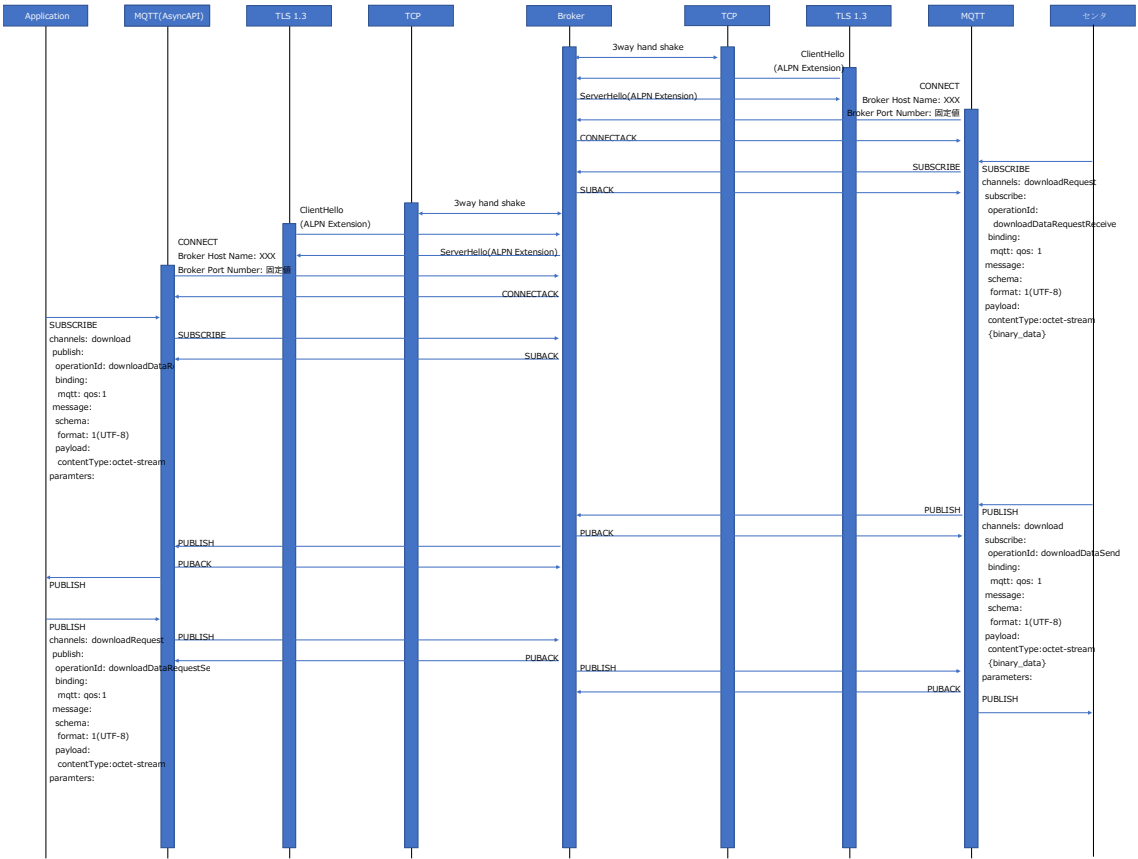 Application
MQTT(AsyncAPI)
TLS 1.3
TCP
Broker
TCP
TLS 1.3
MQTT
センタ
3way hand shake
ClientHello
(ALPN Extension)
ServerHello(ALPN Extension)
CONNECT
Broker Host Name: XXX
Broker Port Number: 固定値
CONNECTACK
SUBSCRIBE
SUBACK
SUBSCRIBE
channels: downloadRequest
subscribe:
operationId:
downloadDataRequestReceive
binding:
mqtt: qos: 1
message:
schema:
format: 1(UTF-8)
payload:
contentType:octet-stream
{binary_data}
3way hand shake
ClientHello
(ALPN Extension)
ServerHello(ALPN Extension)
CONNECT
Broker Host Name: XXX
Broker Port Number: 固定値
CONNECTACK
SUBSCRIBE
SUBACK
SUBSCRIBE
channels: download
publish:
operationId: downloadDataR
binding:
mqtt: qos:1
message:
schema:
format: 1(UTF-8)
payload:
contentType:octet-stream
paramters:
PUBLISH
PUBACK
PUBLISH
channels: download
subscribe:
operationId: downloadDataSend
binding:
mqtt: qos: 1
message:
schema:
format: 1(UTF-8)
payload:
contentType:octet-stream
{binary_data}
parameters:
PUBLISH
PUBACK
PUBLISH
PUBLISH
channels: downloadRequest
publish:
operationId: downloadDataRequestSe
binding:
mqtt: qos:1
message:
schema:
format: 1(UTF-8)
payload:
contentType:octet-stream
paramters:
PUBLISH
PUBACK
PUBLISH
PUBACK
PUBLISH